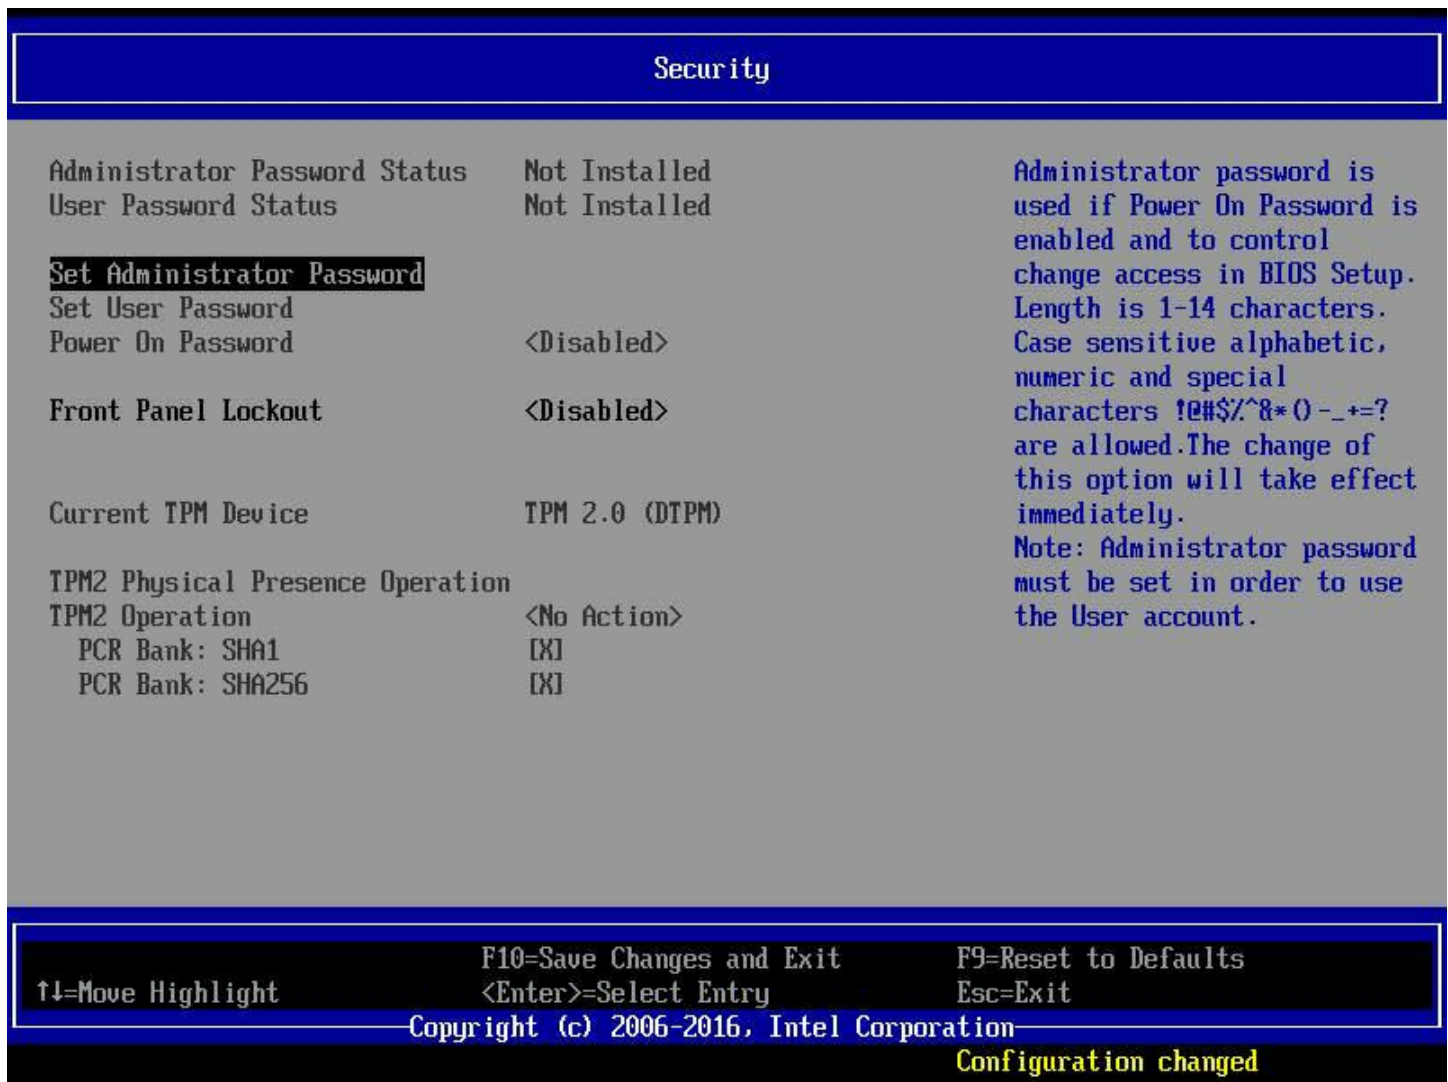 Security
Administrator Password Status Not Installed
User Password Status Not Installed
Set Administrator Password
Set User Password
Power On Password <Disabled>
Front Panel Lockout <Disabled>
Current TPM Device TPM 2.0 (DTPM)
TPM2 Physical Presence Operation
TPM2 Operation <No Action>
PCR Bank: SHA1 [X]
PCR Bank: SHA256 [X]
Administrator password is
used if Power On Password is
enabled and to control
change access in BIOS Setup.
Length is 1-14 characters.
Case sensitive alphabetic,
numeric and special
characters !@#$%^&*()-_+=?
are allowed.The change of
this option will take effect
immediately.
Note: Administrator password
must be set in order to use
the User account.
F10=Save Changes and Exit F9=Reset to Defaults
↑↓=Move Highlight <Enter>=Select Entry Esc=Exit
Copyright (c) 2006-2016, Intel Corporation
Configuration changed